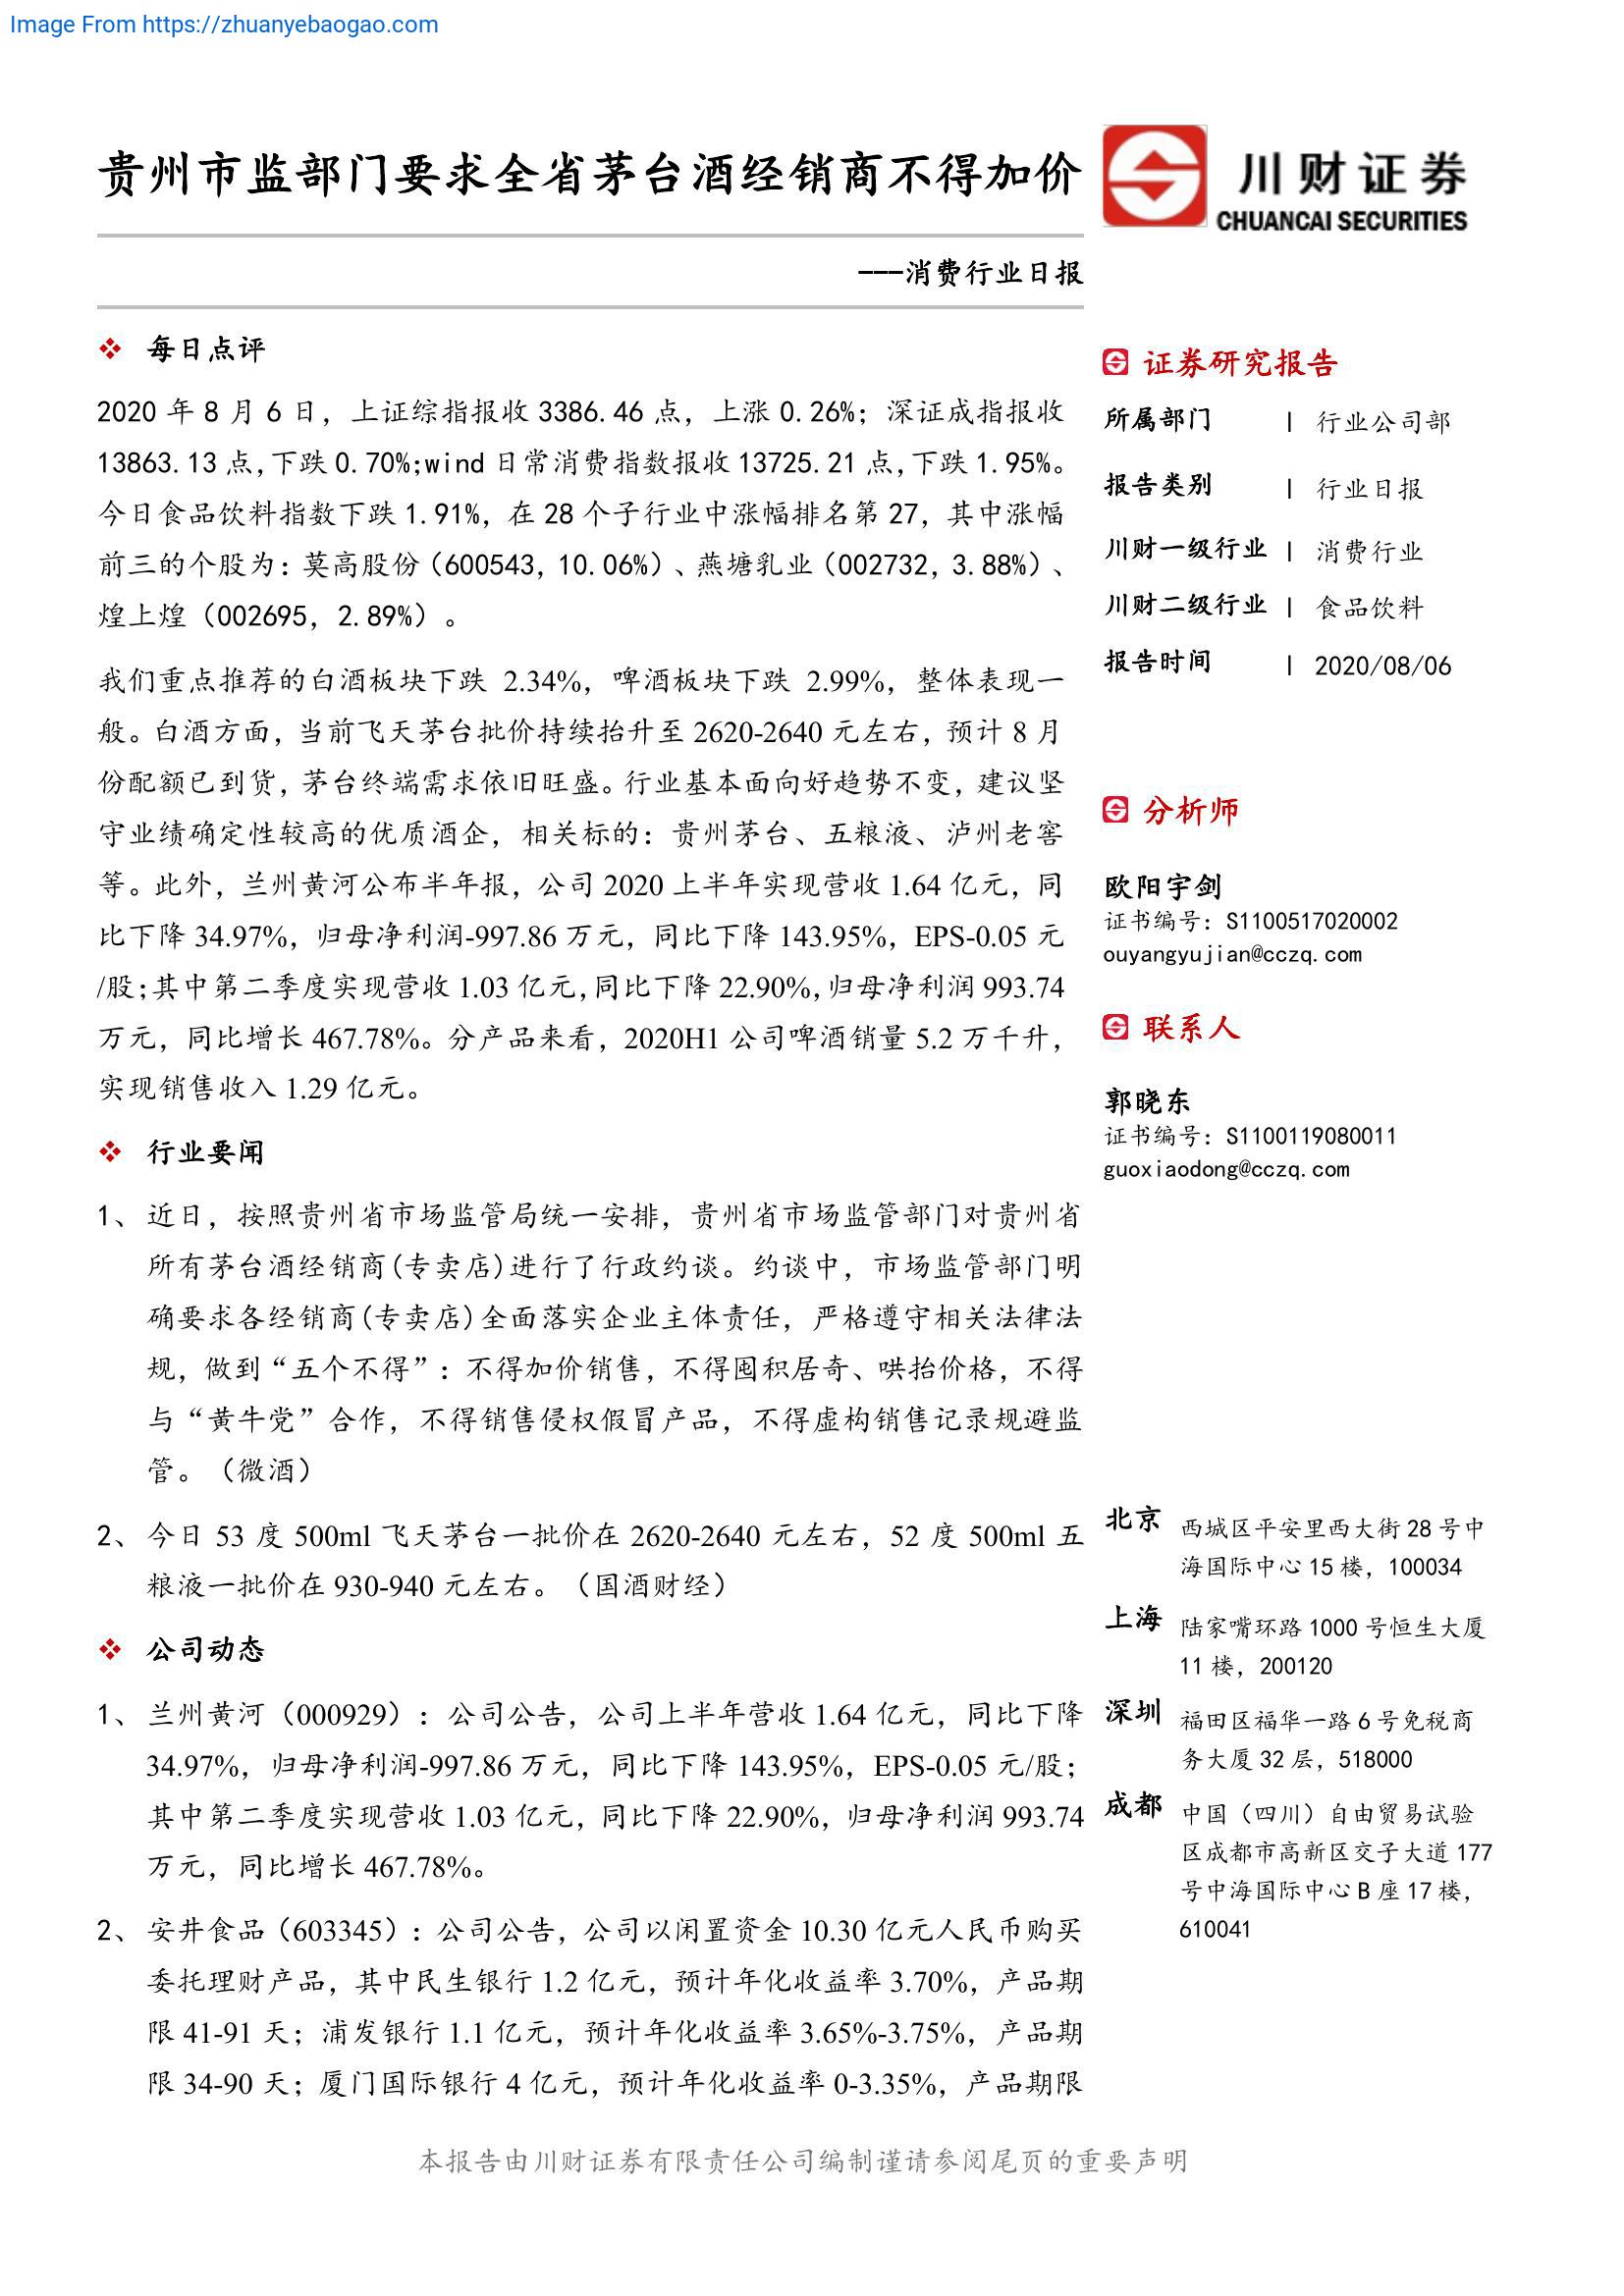 Image From https://zhuanyebaogao.com
贵州市监部门要求全省茅台酒经销商不得加价
川财证券
CHUANCAI SECURITIES
---消费行业日报
❖ 每日点评
2020 年 8 月 6 日，上证综指报收 3386.46 点，上涨 0.26%；深证成指报收
13863.13 点,下跌 0.70%;wind 日常消费指数报收 13725.21 点,下跌 1.95%。
今日食品饮料指数下跌 1.91%，在 28 个子行业中涨幅排名第 27，其中涨幅
前三的个股为：莫高股份（600543，10.06%）、燕塘乳业（002732，3.88%）、
煌上煌（002695，2.89%）。
我们重点推荐的白酒板块下跌 2.34%，啤酒板块下跌 2.99%，整体表现一
般。白酒方面，当前飞天茅台批价持续抬升至 2620-2640 元左右，预计 8 月
份配额已到货，茅台终端需求依旧旺盛。行业基本面向好趋势不变，建议坚
守业绩确定性较高的优质酒企，相关标的：贵州茅台、五粮液、泸州老窖
等。此外，兰州黄河公布半年报，公司 2020 上半年实现营收 1.64 亿元，同
比下降 34.97%，归母净利润-997.86 万元，同比下降 143.95%，EPS-0.05 元
/股；其中第二季度实现营收 1.03 亿元，同比下降 22.90%，归母净利润 993.74
万元，同比增长 467.78%。分产品来看，2020H1 公司啤酒销量 5.2 万千升，
实现销售收入 1.29 亿元。
❖ 行业要闻
1、 近日，按照贵州省市场监管局统一安排，贵州省市场监管部门对贵州省
所有茅台酒经销商(专卖店)进行了行政约谈。约谈中，市场监管部门明
确要求各经销商(专卖店)全面落实企业主体责任，严格遵守相关法律法
规，做到“五个不得”：不得加价销售，不得囤积居奇、哄抬价格，不得
与“黄牛党”合作，不得销售侵权假冒产品，不得虚构销售记录规避监
管。（微酒）
2、 今日 53 度 500ml 飞天茅台一批价在 2620-2640 元左右，52 度 500ml 五
粮液一批价在 930-940 元左右。（国酒财经）
❖ 公司动态
1、 兰州黄河（000929）：公司公告，公司上半年营收 1.64 亿元，同比下降
34.97%，归母净利润-997.86 万元，同比下降 143.95%，EPS-0.05 元/股；
其中第二季度实现营收 1.03 亿元，同比下降 22.90%，归母净利润 993.74
万元，同比增长 467.78%。
2、 安井食品（603345）：公司公告，公司以闲置资金 10.30 亿元人民币购买
委托理财产品，其中民生银行 1.2 亿元，预计年化收益率 3.70%，产品期
限 41-91 天；浦发银行 1.1 亿元，预计年化收益率 3.65%-3.75%，产品期
限 34-90 天；厦门国际银行 4 亿元，预计年化收益率 0-3.35%，产品期限
证券研究报告
所属部门 | 行业公司部
报告类别 | 行业日报
川财一级行业 | 消费行业
川财二级行业 | 食品饮料
报告时间 | 2020/08/06
分析师
欧阳宇剑
证书编号：S1100517020002
ouyangyujian@cczq.com
联系人
郭晓东
证书编号：S1100119080011
guoxiaodong@cczq.com
北京 西城区平安里西大街 28 号中
海国际中心 15 楼，100034
上海 陆家嘴环路 1000 号恒生大厦
11 楼，200120
深圳 福田区福华一路 6 号免税商
务大厦 32 层，518000
成都 中国（四川）自由贸易试验
区成都市高新区交子大道 177
号中海国际中心 B 座 17 楼，
610041
本报告由川财证券有限责任公司编制谨请参阅尾页的重要声明